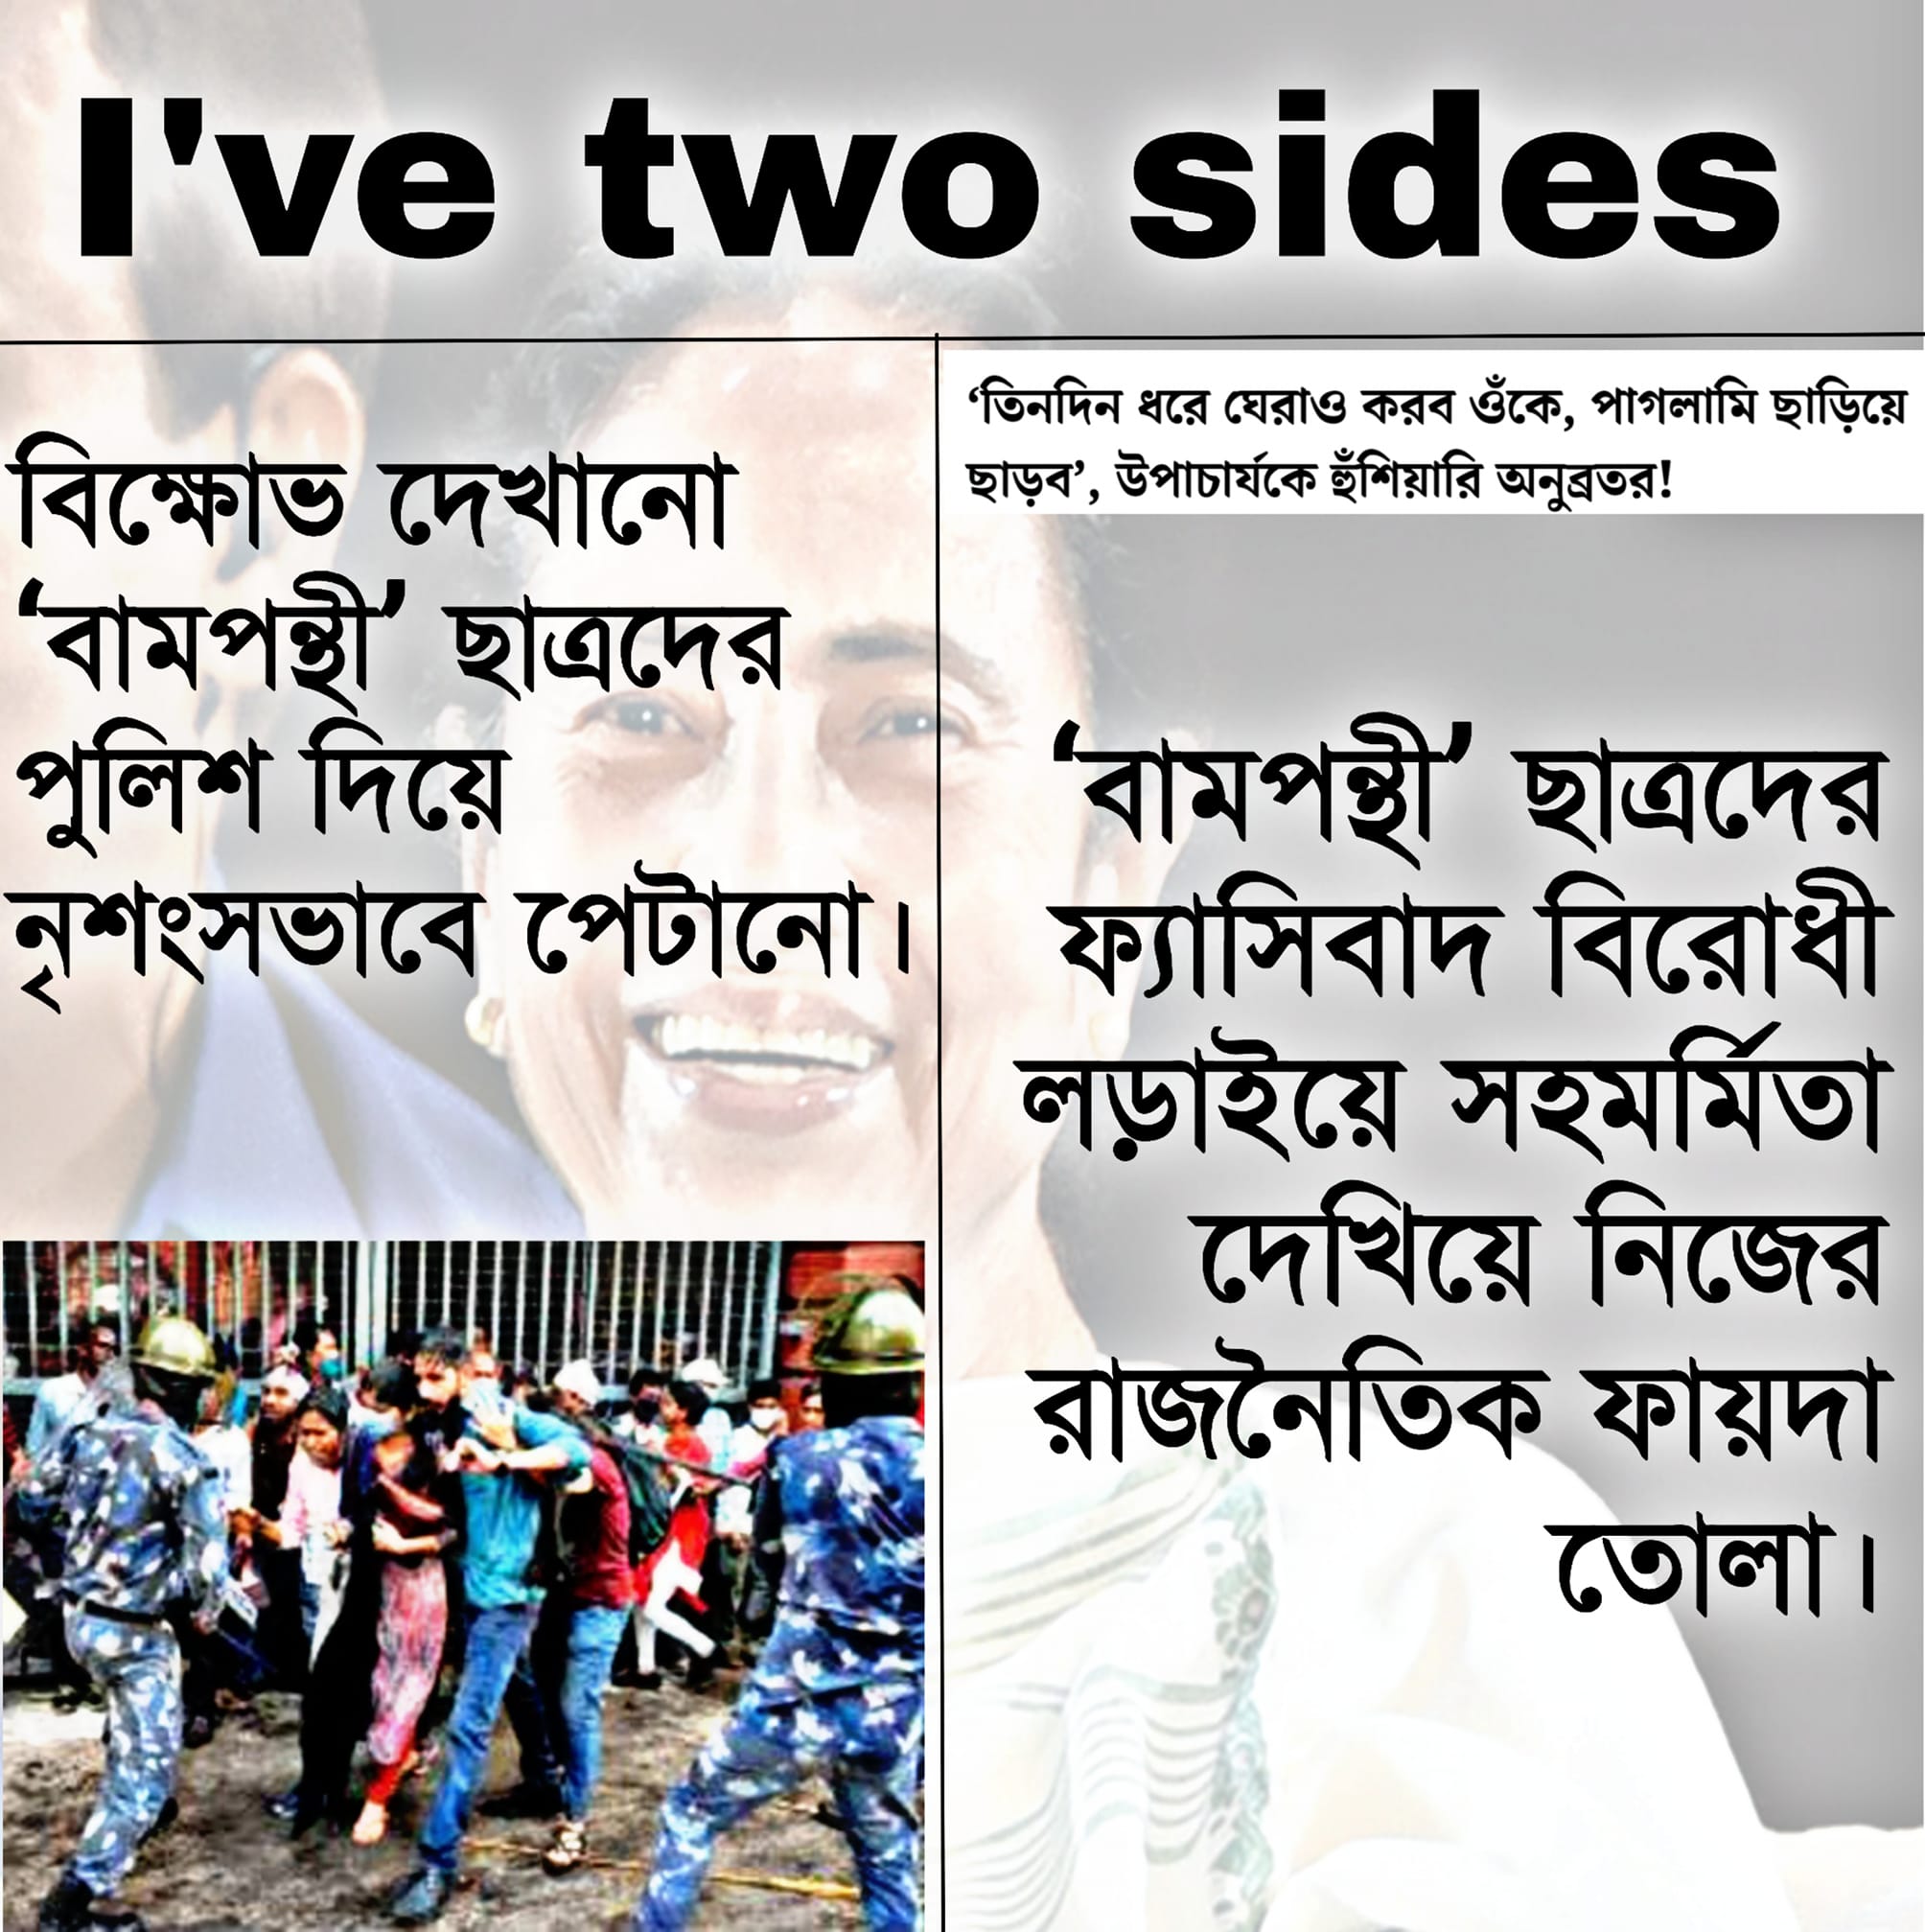 I've two sides
বিক্ষোভ দেখানো
‘বামপন্থী’ ছাত্রদের
পুলিশ দিয়ে
নৃশংসভাবে পেটানো।
‘তিনদিন ধরে ঘেরাও করব ওঁকে, পাগলামি ছাড়িয়ে
ছাড়ব’, উপাচার্যকে হুঁশিয়ারি অনুব্রতর!
‘বামপন্থী’ ছাত্রদের
ফ্যাসিবাদ বিরোধী
লড়াইয়ে সহমর্মিতা
দেখিয়ে নিজের
রাজনৈতিক ফায়দা
তোলা।